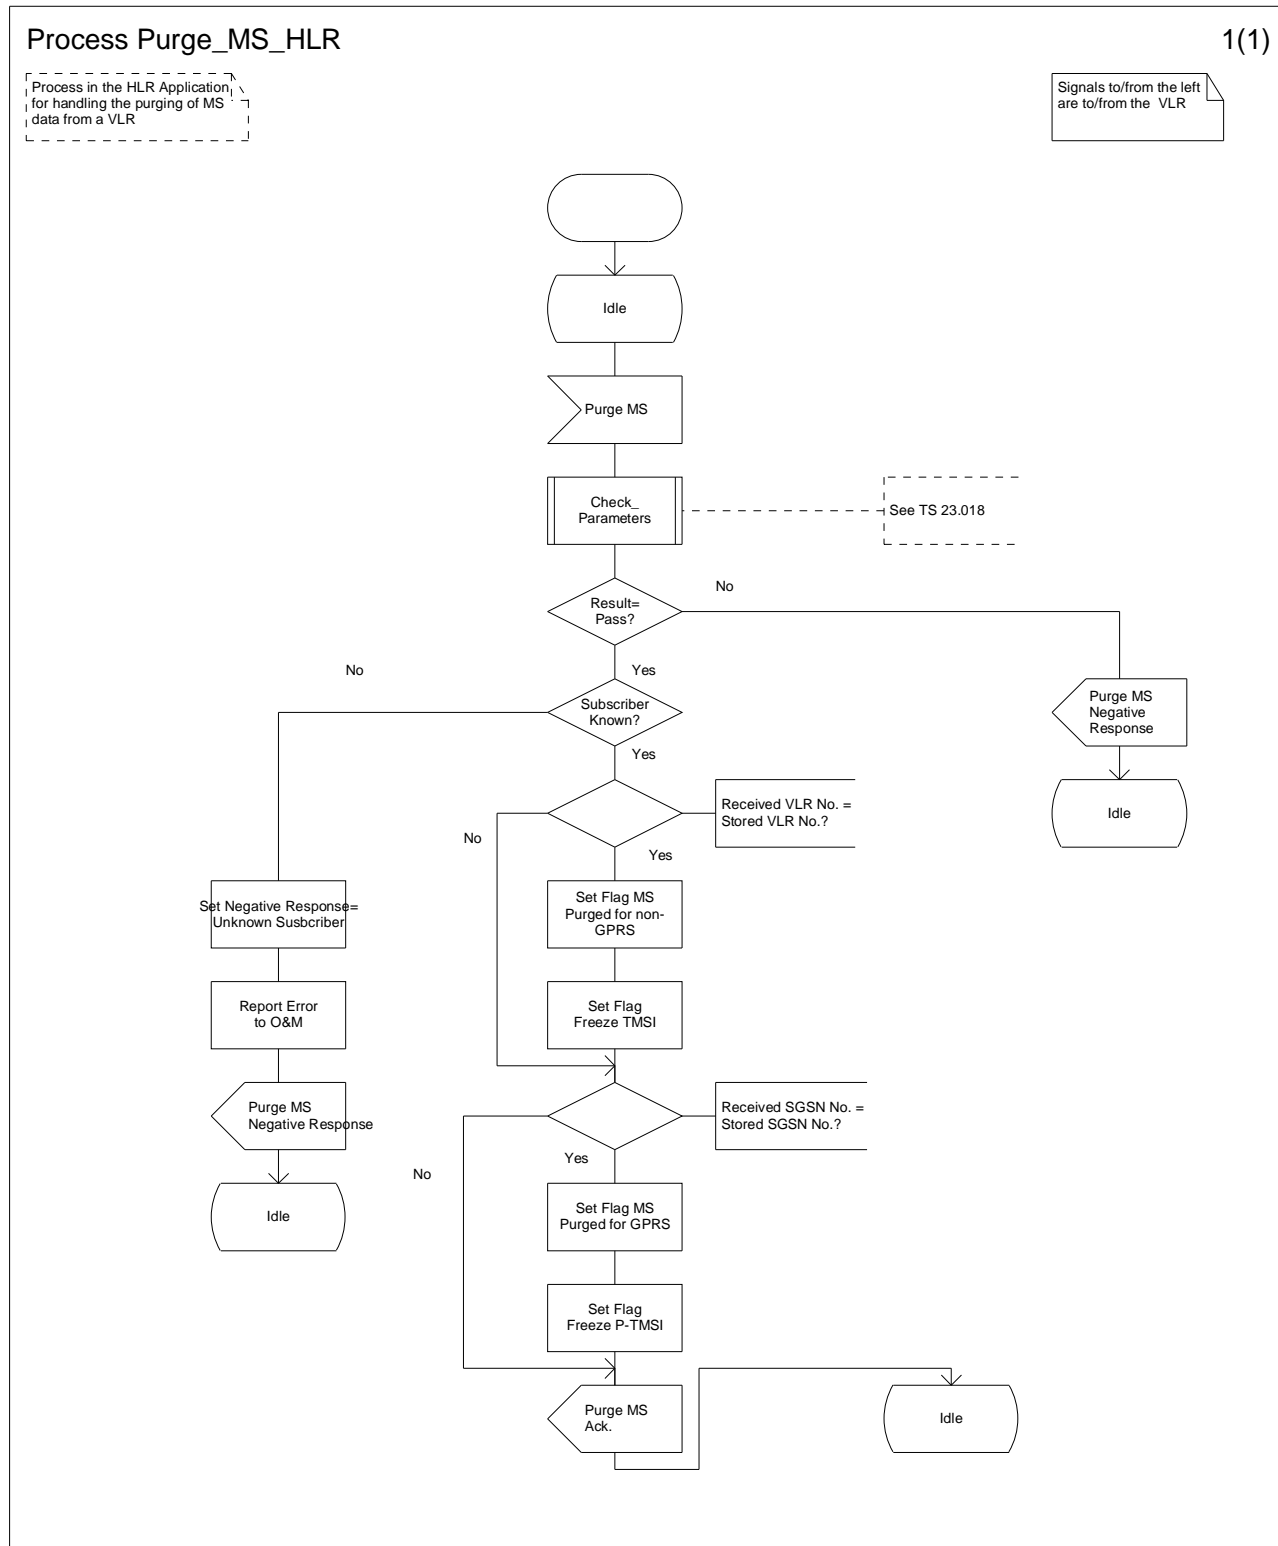 Process Purge_MS_HLR
1(1)
Process in the HLR Application
for handling the purging of MS
data from a VLR
Signals to/from the left
are to/from the VLR
Idle
Purge MS
Check_
Parameters
See TS 23.018
Result=
Pass?
No
Yes
No
Subscriber
Known?
Yes
Purge MS
Negative
Response
Idle
Received VLR No. =
Stored VLR No.?
No
Yes
Set Negative Response=
Unknown Susbcriber
Set Flag MS
Purged for non-
GPRS
Report Error
to O&M
Set Flag
Freeze TMSI
Purge MS
Negative Response
Received SGSN No. =
Stored SGSN No.?
Yes
No
Idle
Set Flag MS
Purged for GPRS
Set Flag
Freeze P-TMSI
Purge MS
Ack.
Idle